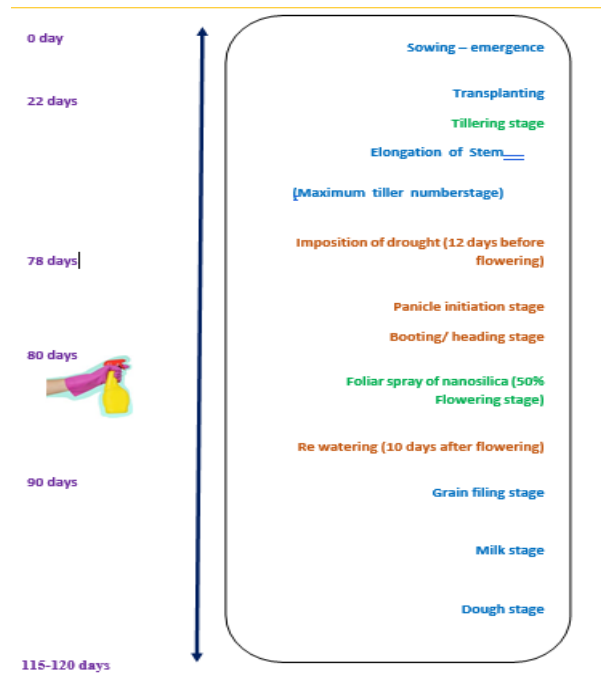 0 day
Sowing – emergence
22 days
Transplanting
Tillering stage
Elongation of Stem
(Maximum tiller numberstage)
Imposition of drought (12 days before
flowering)
78 days
Panicle initiation stage
Booting/ heading stage
80 days
Foliar spray of nanosilica (50%
Flowering stage)
Re watering (10 days after flowering)
90 days
Grain filing stage
Milk stage
Dough stage
115-120 days